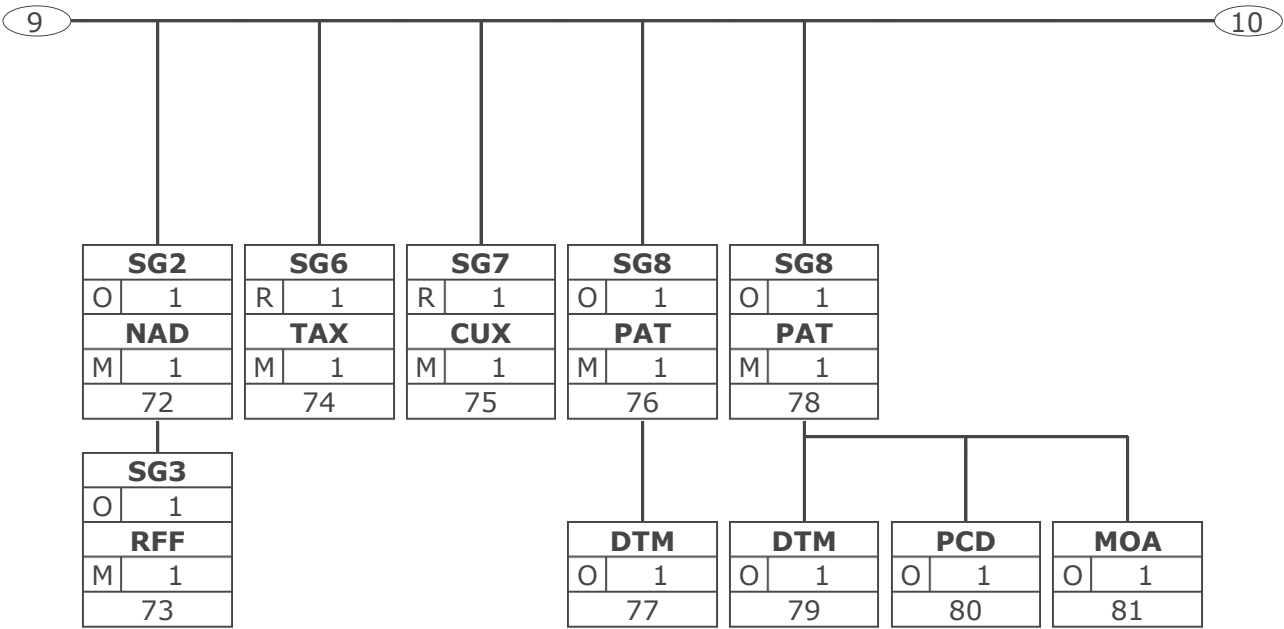 9 10
SG2 SG6 SG7 SG8 SG8
O 1 R 1 R 1 O 1 O 1
NAD TAX CUX PAT PAT
M 1 M 1 M 1 M 1 M 1
72 74 75 76 78
SG3
O 1
RFF DTM DTM PCD MOA
M 1 O 1 O 1 O 1 O 1
73 77 79 80 81